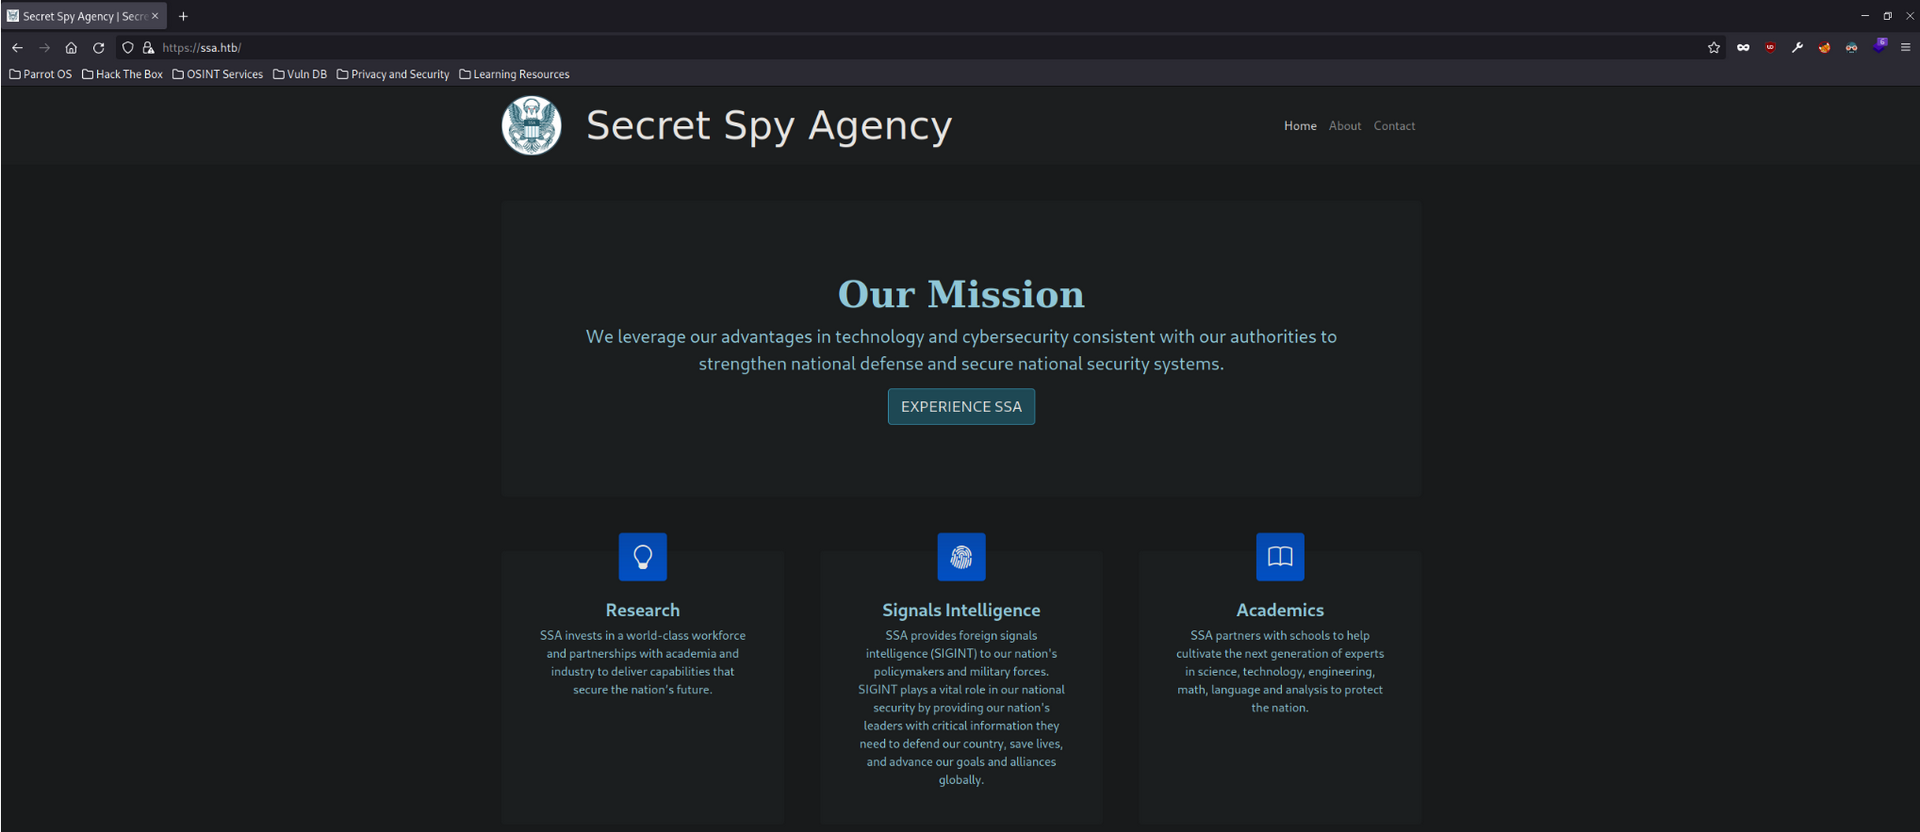 Secret Spy Agency | Secre
https://ssa.htb/
Parrot OS Hack The Box OSINT Services Vuln DB Privacy and Security Learning Resources
Secret Spy Agency
Home About Contact
Our Mission
We leverage our advantages in technology and cybersecurity consistent with our authorities to
strengthen national defense and secure national security systems.
EXPERIENCE SSA
Research
SSA invests in a world-class workforce
and partnerships with academia and
industry to deliver capabilities that
secure the nation's future.
Signals Intelligence
SSA provides foreign signals
intelligence (SIGINT) to our nation's
policymakers and military forces.
SIGINT plays a vital role in our national
security by providing our nation's
leaders with critical information they
need to defend our country, save lives,
and advance our goals and alliances
globally.
Academics
SSA partners with schools to help
cultivate the next generation of experts
in science, technology, engineering,
math, language and analysis to protect
the nation.